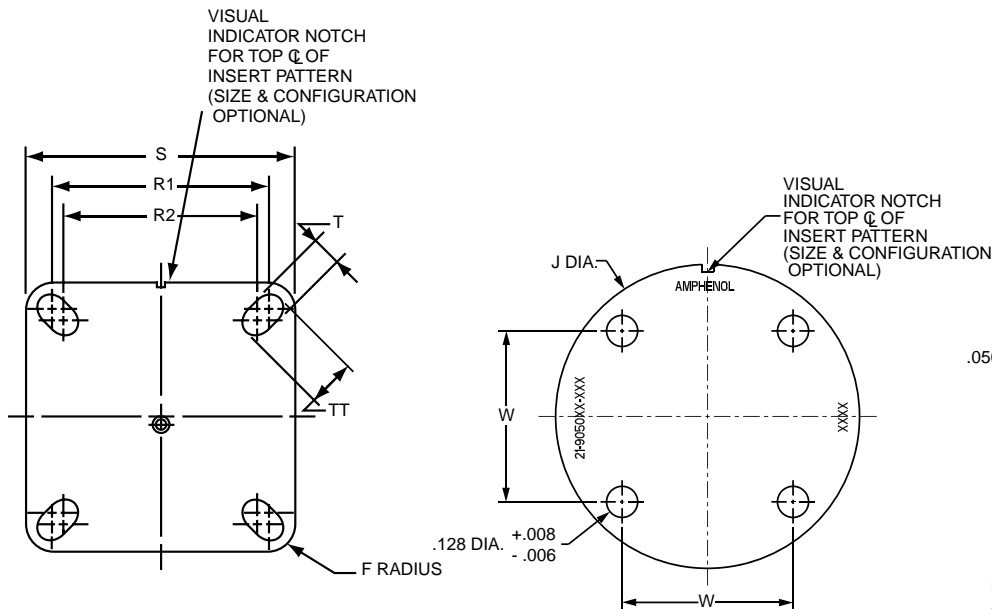 VISUAL
INDICATOR NOTCH
FOR TOP ℄ OF
INSERT PATTERN
(SIZE & CONFIGURATION
OPTIONAL)
S
R1
R2
T
TT
F RADIUS
VISUAL
INDICATOR NOTCH
FOR TOP ℄ OF
INSERT PATTERN
(SIZE & CONFIGURATION
OPTIONAL)
J DIA.
AMPHENOL
W
21-9050XX-XXX
XXXX
.128 DIA. +.008
- .006
W